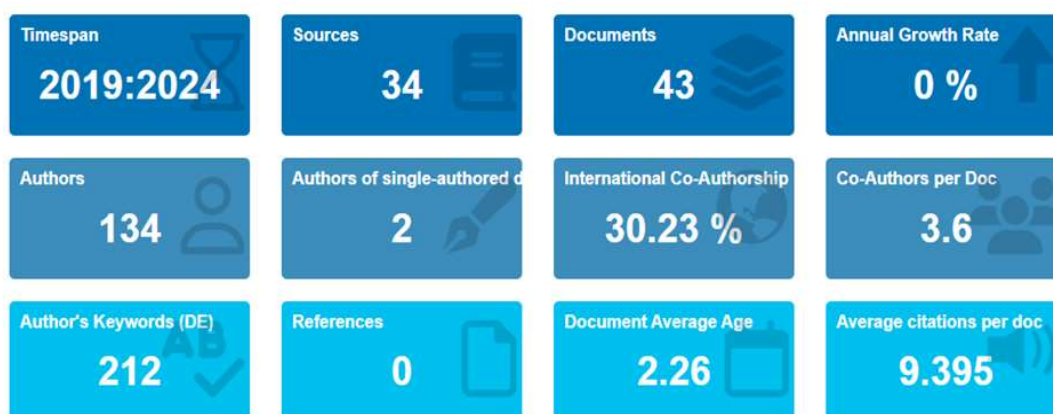 Timespan
2019:2024
Sources
34
Documents
43
Annual Growth Rate
0 %
Authors
134
Authors of single-authored d
2
International Co-Authorship
30.23 %
Co-Authors per Doc
3.6
Author's Keywords (DE)
AB
212
References
0
Document Average Age
2.26
Average citations per doc
9.395